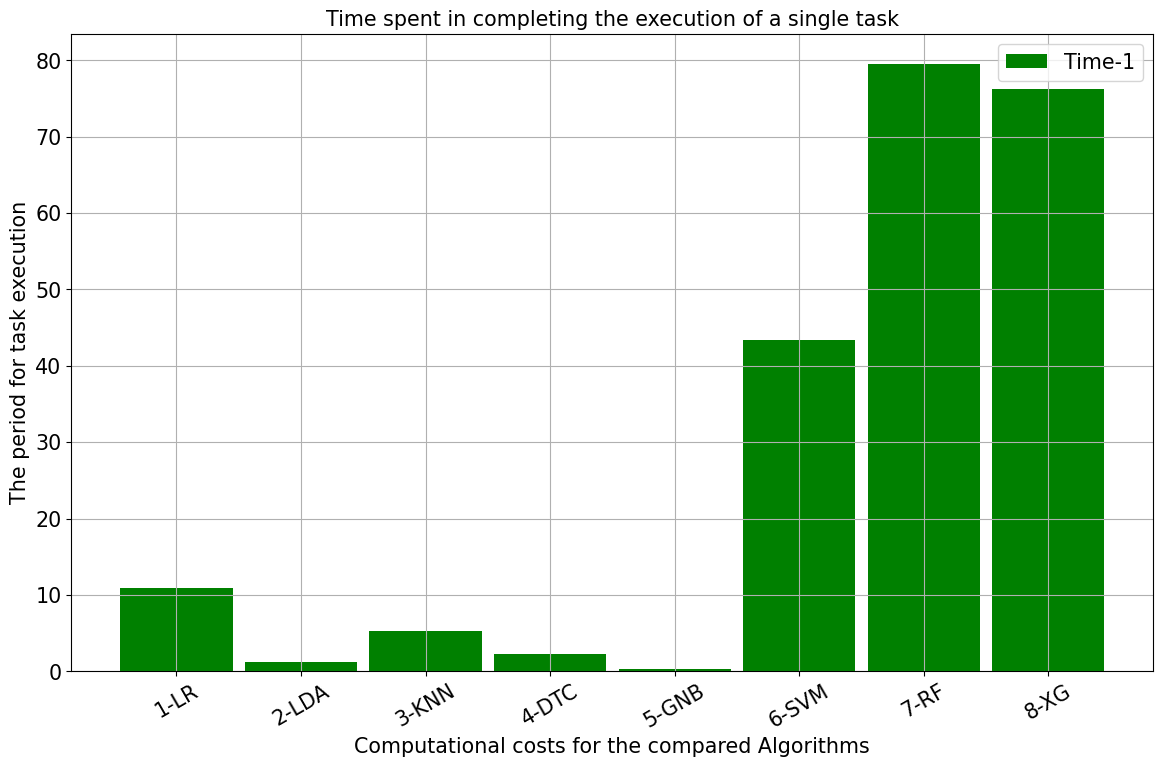 Time spent in completing the execution of a single task
Time-1
The period for task execution
80
70
60
50
40
30
20
10
0
1-LR
2-LDA
3-KNN
4-DTC
5-GNB
6-SVM
7-RF
8-XG
Computational costs for the compared Algorithms